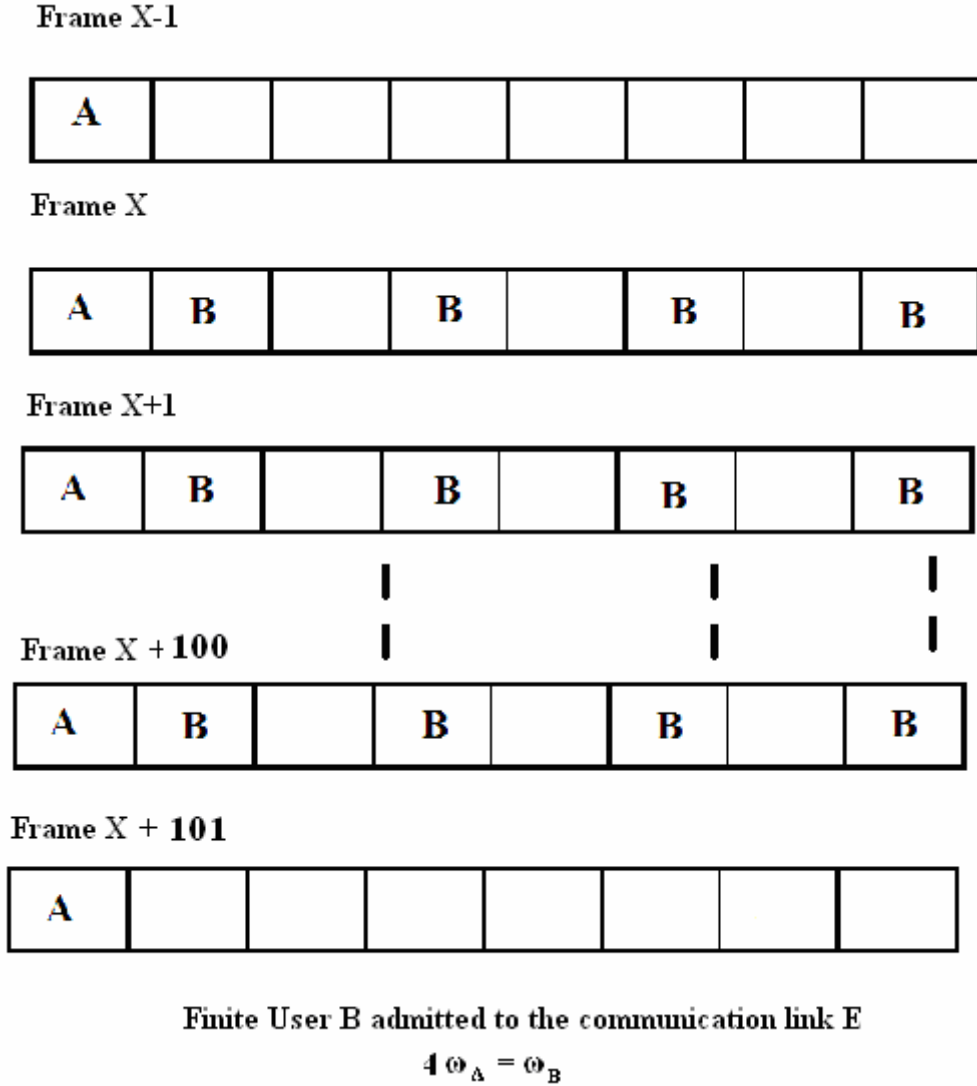 Frame X-1
A
Frame X
A B B B B
Frame X+1
A B B B B
Frame X + 100
A B B B B
Frame X + 101
A
Finite User B admitted to the communication link E
4 ω_A = ω_B